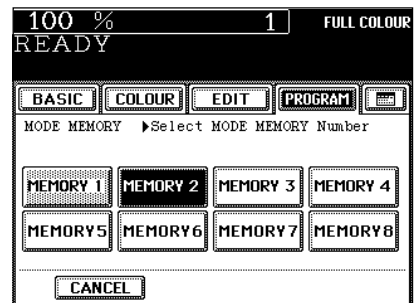 100 % 1 FULL COLOUR
READY
BASIC COLOUR EDIT PROGRAM
MODE MEMORY ▶Select MODE MEMORY Number
MEMORY 1 MEMORY 2 MEMORY 3 MEMORY 4
MEMORY5 MEMORY6 MEMORY7 MEMORY8
CANCEL